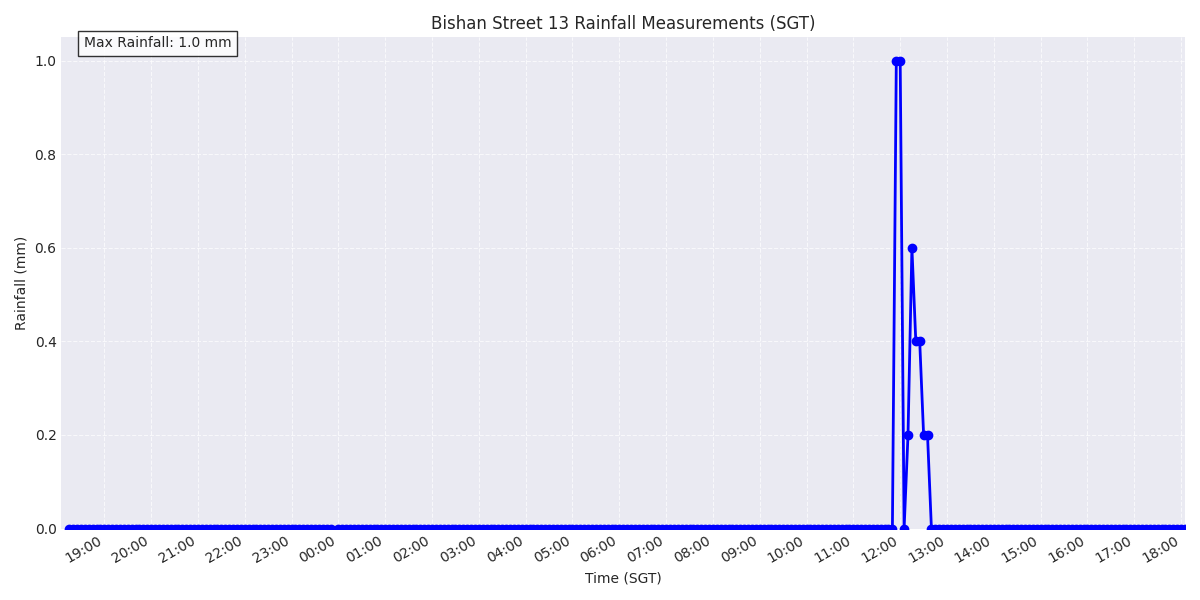 Bishan Street 13 Rainfall Measurements (SGT)
Max Rainfall: 1.0 mm
1.0
0.8
0.6
0.4
0.2
0.0
Rainfall (mm)
19:00 20:00 21:00 22:00 23:00 00:00 01:00 02:00 03:00 04:00 05:00 06:00 07:00 08:00 09:00 10:00 11:00 12:00 13:00 14:00 15:00 16:00 17:00 18:00
Time (SGT)